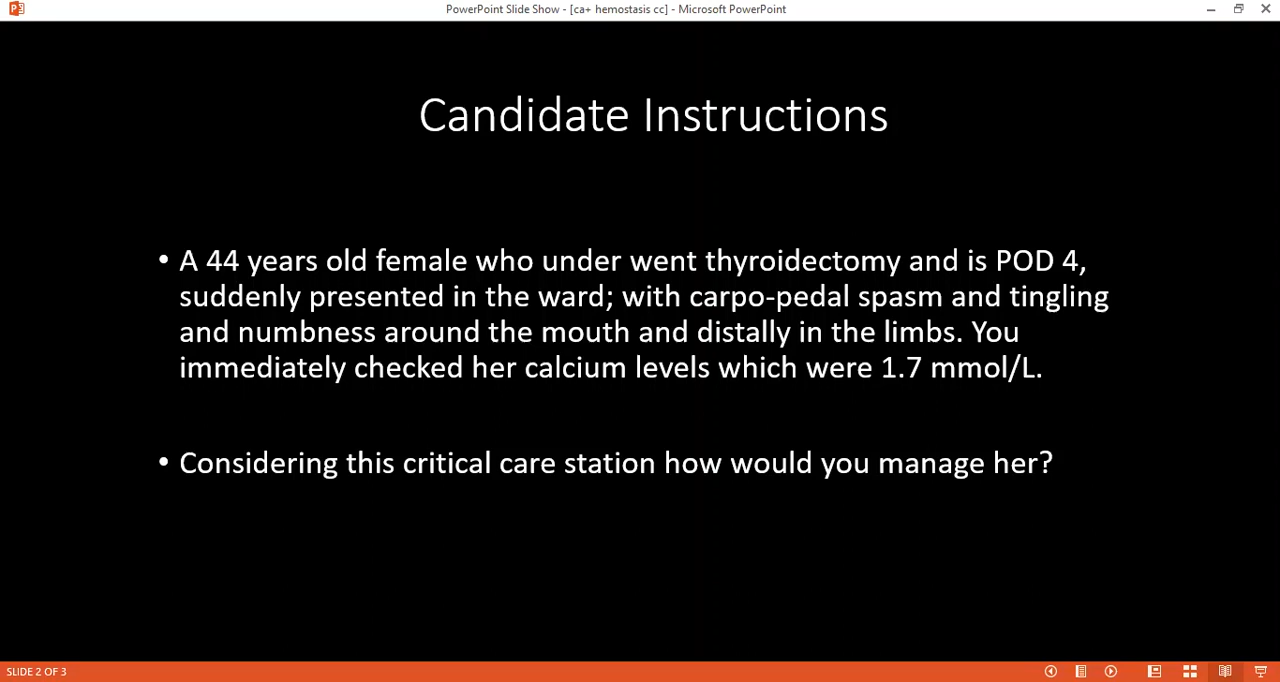 PowerPoint Slide Show - [ca+ hemostasis cc] - Microsoft PowerPoint
Candidate Instructions
• A 44 years old female who under went thyroidectomy and is POD 4,
suddenly presented in the ward; with carpo-pedal spasm and tingling
and numbness around the mouth and distally in the limbs. You
immediately checked her calcium levels which were 1.7 mmol/L.
• Considering this critical care station how would you manage her?
SLIDE 2 OF 3